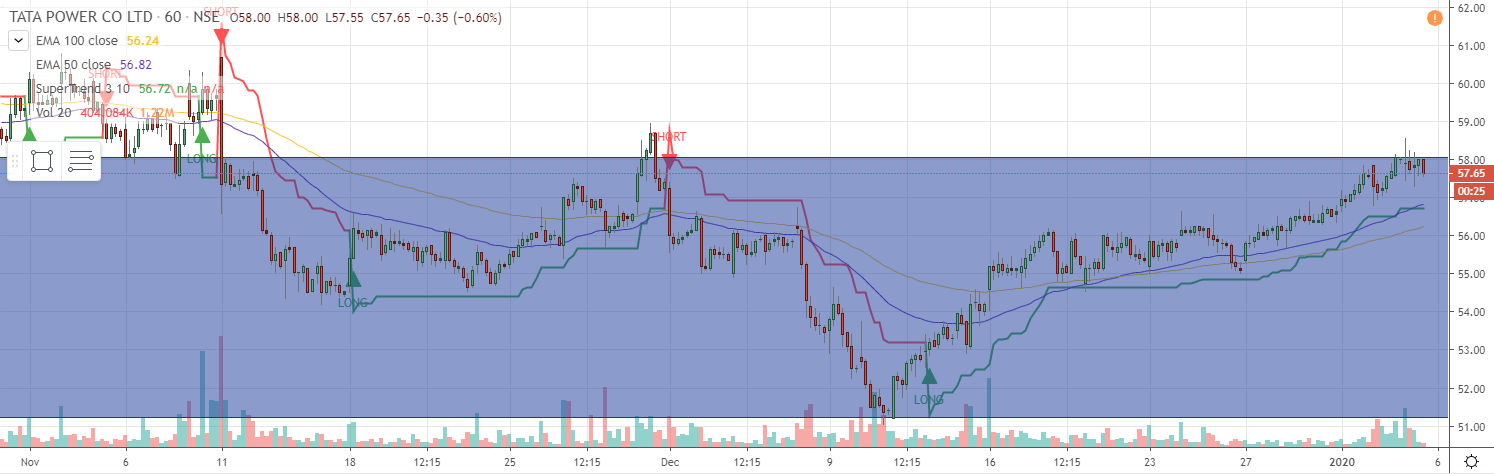 TATA POWER CO LTD · 60 · NSE O58.00 H58.00 L57.55 C57.65 −0.35 (−0.60%)
SHORT
EMA 100 close 56.24
EMA 50 close 56.82
SHORT
SuperTrend 3 10 56.72 n/a n/a
Vol 20 404.084K 1.22M
LONG
SHORT
LONG
LONG
62.00
61.00
60.00
59.00
58.00
57.65
00:25
57.00
56.00
55.00
54.00
53.00
52.00
51.00
Nov 6 11 18 12:15 25 12:15 Dec 12:15 9 12:15 16 12:15 23 27 2020 6